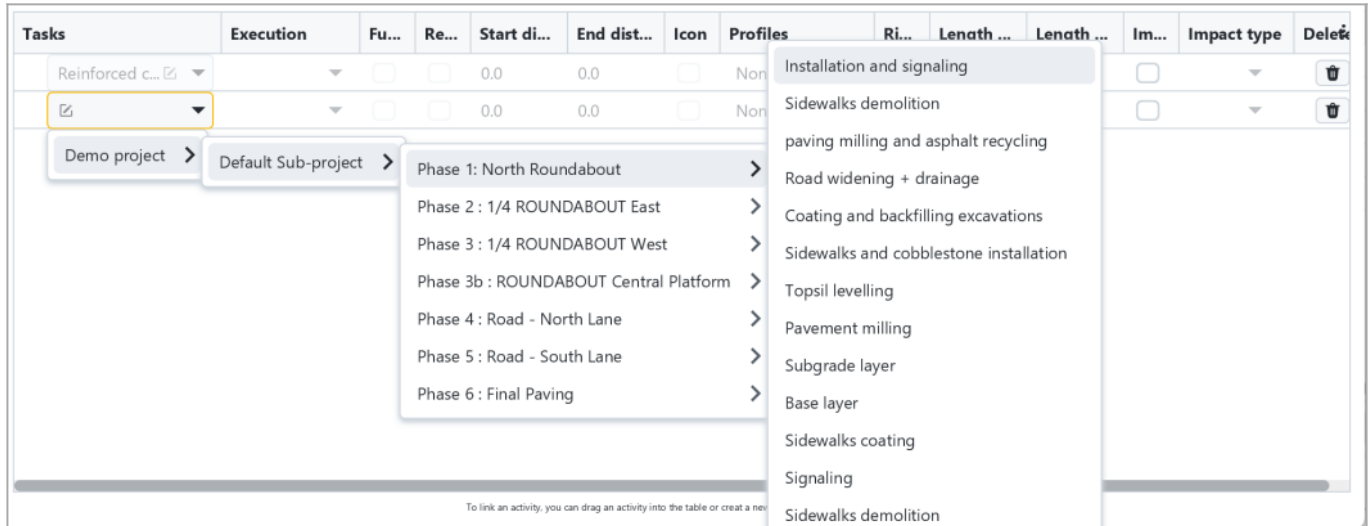 Tasks Execution Fu... Re... Start di... End dist... Icon Profiles Ri... Length ... Length ... Im... Impact type Delete
Reinforced c... 0.0 0.0 Non
0.0 0.0 Non
Demo project
Default Sub-project
Phase 1: North Roundabout
Phase 2 : 1/4 ROUNDABOUT East
Phase 3 : 1/4 ROUNDABOUT West
Phase 3b : ROUNDABOUT Central Platform
Phase 4 : Road - North Lane
Phase 5 : Road - South Lane
Phase 6 : Final Paving
Installation and signaling
Sidewalks demolition
paving milling and asphalt recycling
Road widening + drainage
Coating and backfilling excavations
Sidewalks and cobblestone installation
Topsil levelling
Pavement milling
Subgrade layer
Base layer
Sidewalks coating
Signaling
Sidewalks demolition
To link an activity, you can drag an activity into the table or creat a new